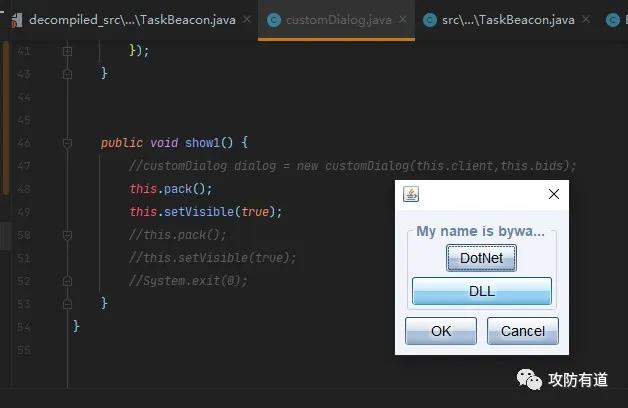 decompiled_src\...\TaskBeacon.java × customDialog.java × src\...\TaskBeacon.java ×
41 });
43 }
44
45
46 public void show1() {
47 //customDialog dialog = new customDialog(this.client,this.bids);
48 this.pack();
49 this.setVisible(true);
50 //this.pack();
51 //this.setVisible(true);
52 //System.exit(0);
53 }
54 }
55
My name is bywa...
DotNet
DLL
OK Cancel
攻防有道